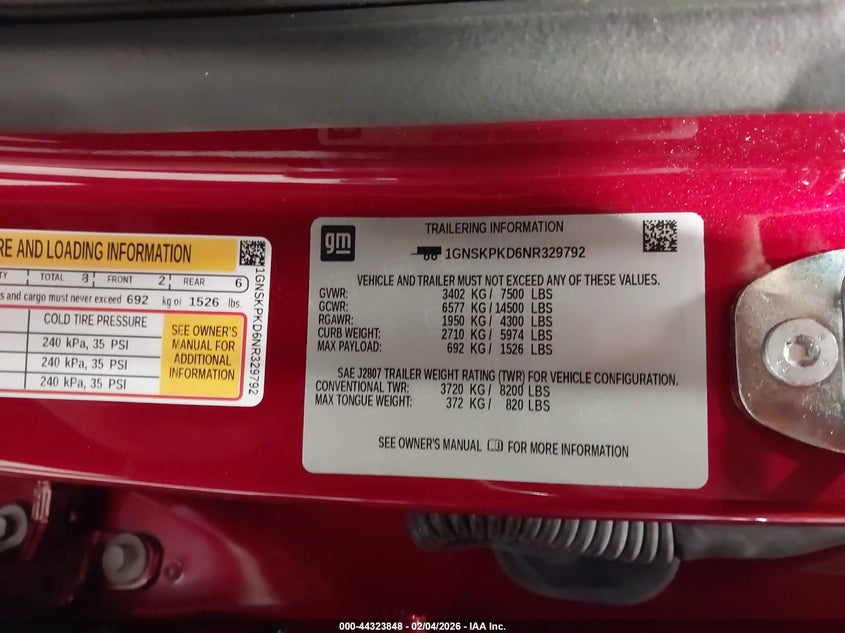 RE AND LOADING INFORMATION
TY TOTAL 8 FRONT 2 REAR 6
s and cargo must never exceed 692 kg or 1526 lbs.
COLD TIRE PRESSURE
240 kPa, 35 PSI
240 kPa, 35 PSI
240 kPa, 35 PSI
SEE OWNER'S
MANUAL FOR
ADDITIONAL
INFORMATION
1GNSKPKD6NR329792
gm
TRAILERING INFORMATION
1GNSKPKD6NR329792
VEHICLE AND TRAILER MUST NOT EXCEED ANY OF THESE VALUES.
GVWR: 3402 KG / 7500 LBS
GCWR: 6577 KG / 14500 LBS
RGAWR: 1950 KG / 4300 LBS
CURB WEIGHT: 2710 KG / 5974 LBS
MAX PAYLOAD: 692 KG / 1526 LBS
SAE J2807 TRAILER WEIGHT RATING (TWR) FOR VEHICLE CONFIGURATION.
CONVENTIONAL TWR: 3720 KG / 8200 LBS
MAX TONGUE WEIGHT: 372 KG / 820 LBS
SEE OWNER'S MANUAL FOR MORE INFORMATION
000-44323848 - 02/04/2026 - IAA Inc.